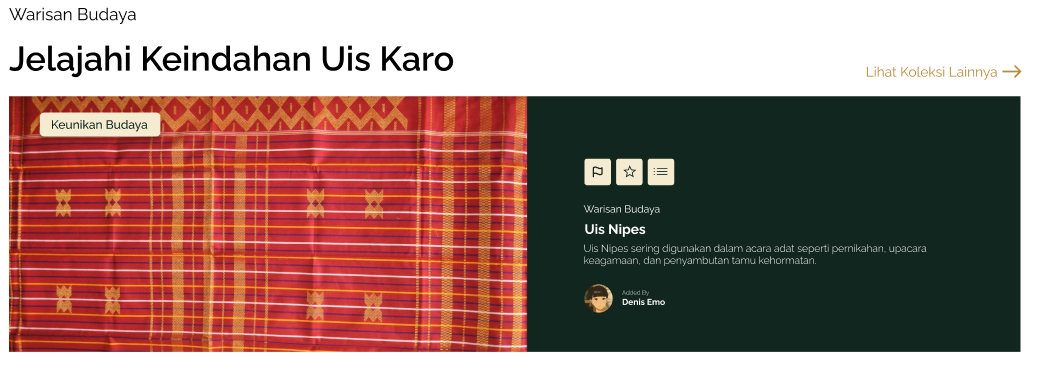 Warisan Budaya
Jelajahi Keindahan Uis Karo
Lihat Koleksi Lainnya
Keunikan Budaya
Warisan Budaya
Uis Nipes
Uis Nipes sering digunakan dalam acara adat seperti pernikahan, upacara
keagamaan, dan penyambutan tamu kehormatan.
Added By
Denis Emo